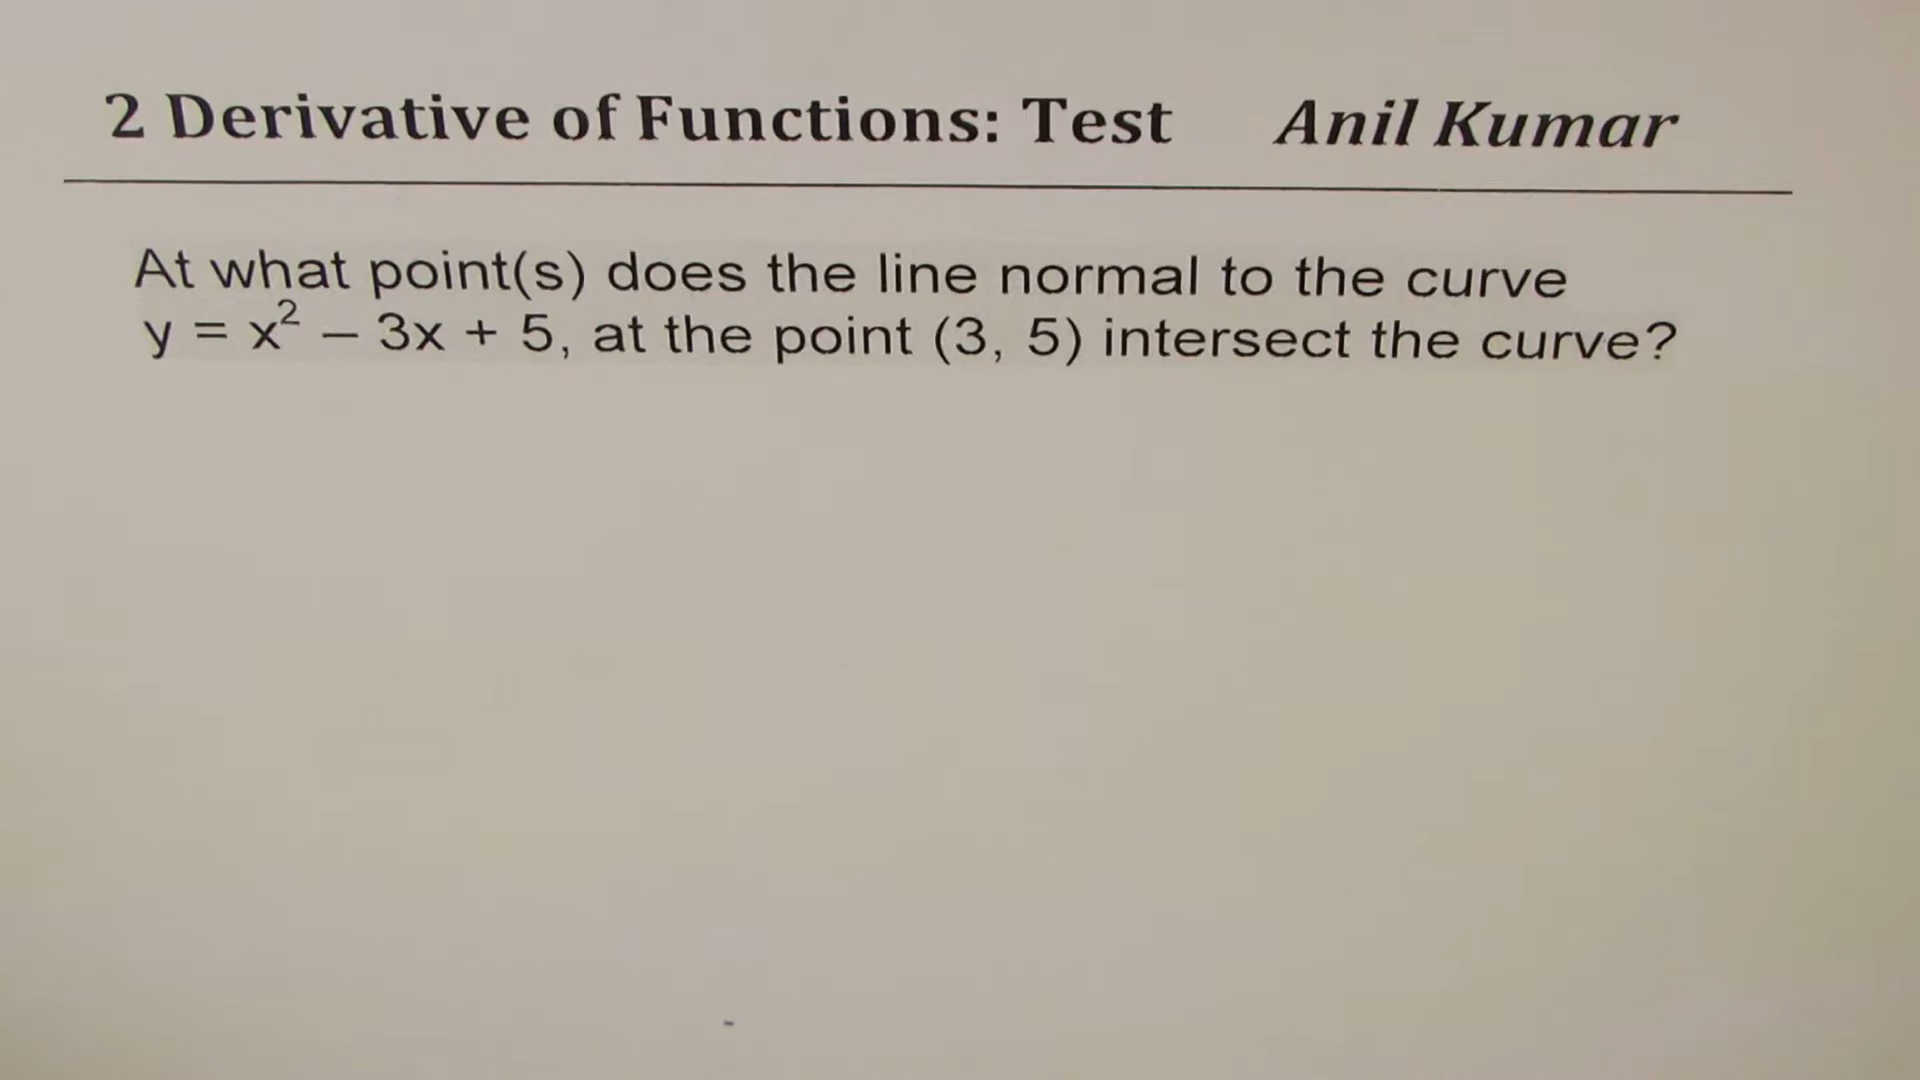 2 Derivative of Functions: Test Anil Kumar
At what point(s) does the line normal to the curve
y = x² – 3x + 5, at the point (3, 5) intersect the curve?